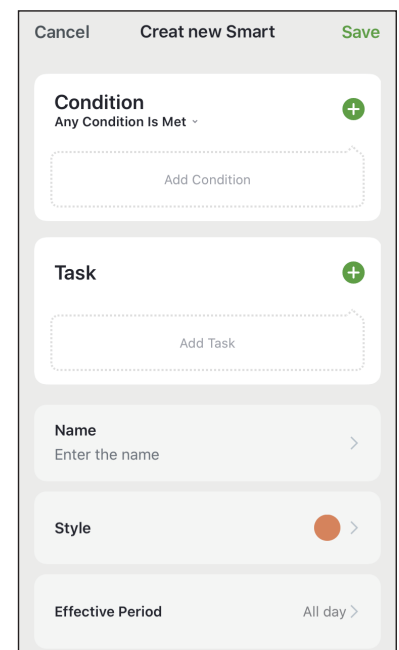 Cancel Creat new Smart Save
Condition
Any Condition Is Met
Add Condition
Task
Add Task
Name
Enter the name
Style
Effective Period All day